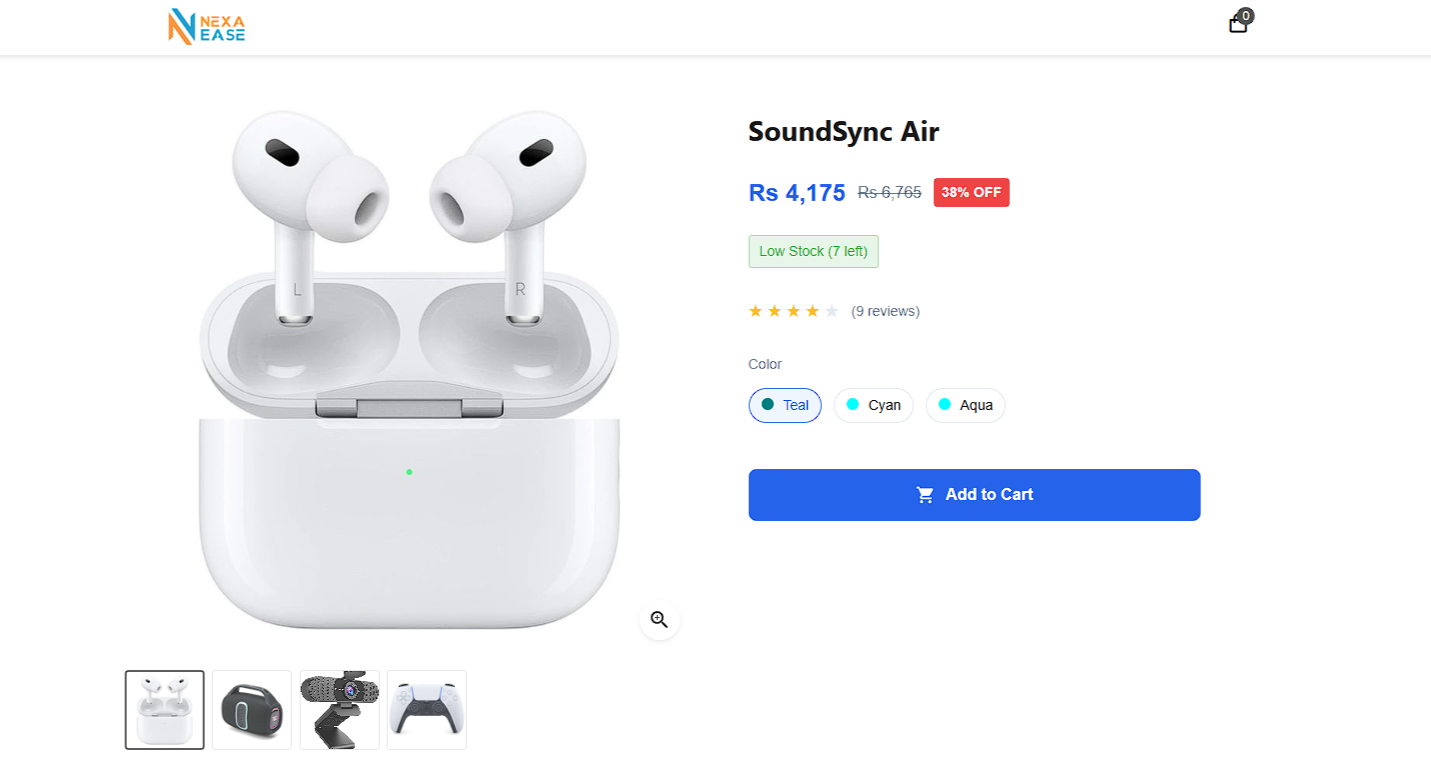 NEXA
EASE
0
SoundSync Air
Rs 4,175 Rs 6,765 38% OFF
Low Stock (7 left)
(9 reviews)
Color
Teal Cyan Aqua
Add to Cart
L R